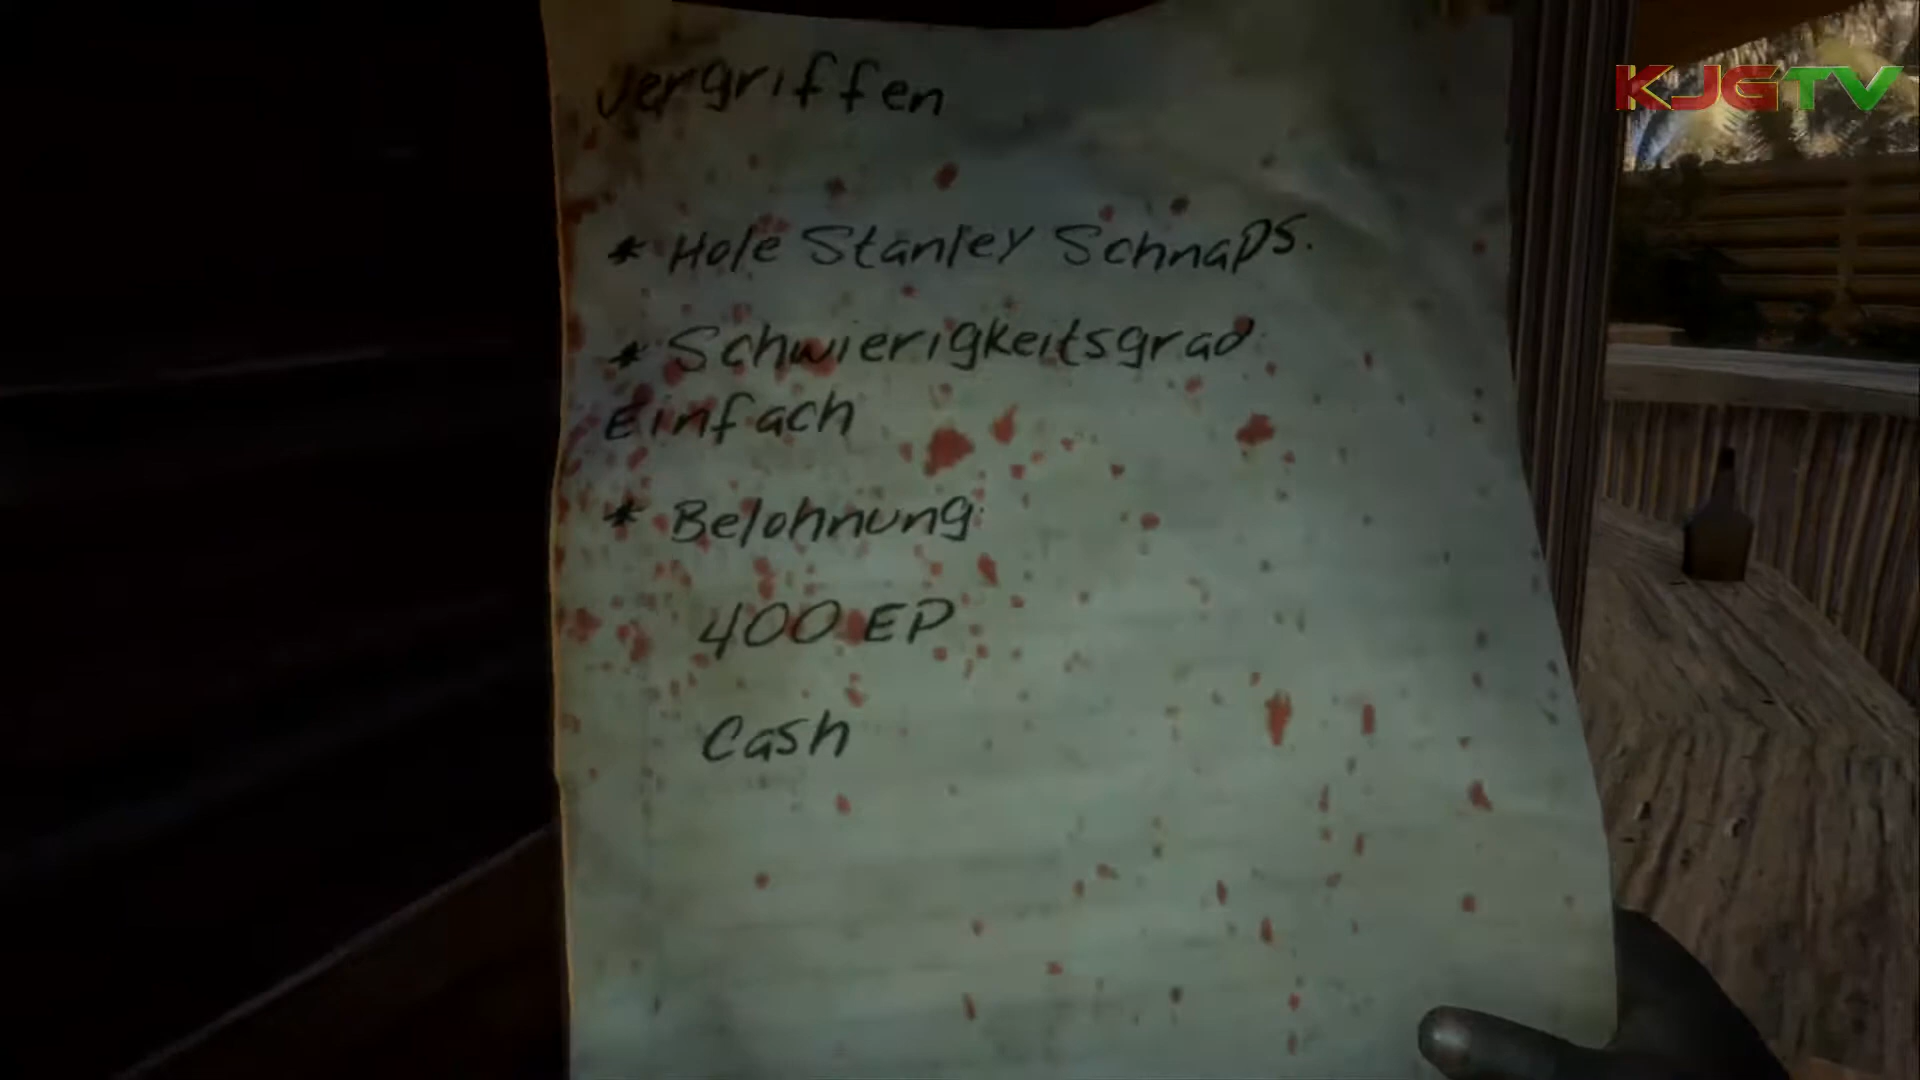 KJGTV
vergriffen
* Hole Stanley Schnaps.
* Schwierigkeitsgrad:
Einfach
* Belohnung:
400 EP
Cash